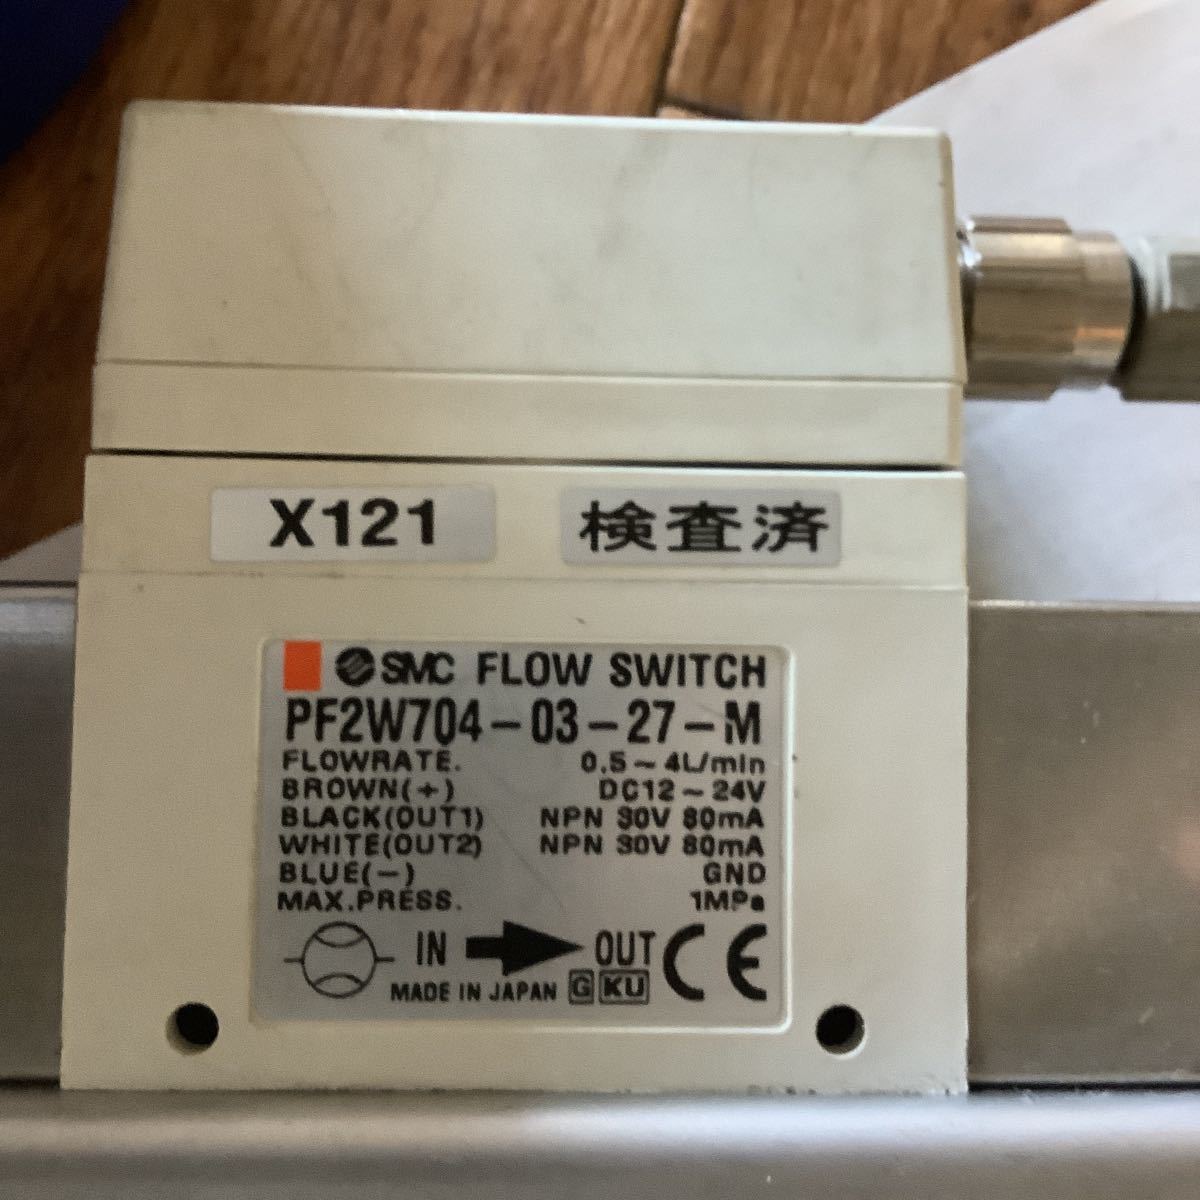 X121 検査済
SMC FLOW SWITCH
PF2W704-03-27-M
FLOWRATE. 0.5~4L/min
BROWN(+) DC12~24V
BLACK(OUT1) NPN 30V 80mA
WHITE(OUT2) NPN 30V 80mA
BLUE(-) GND
MAX.PRESS. 1MPa
IN OUT CE
MADE IN JAPAN G KU